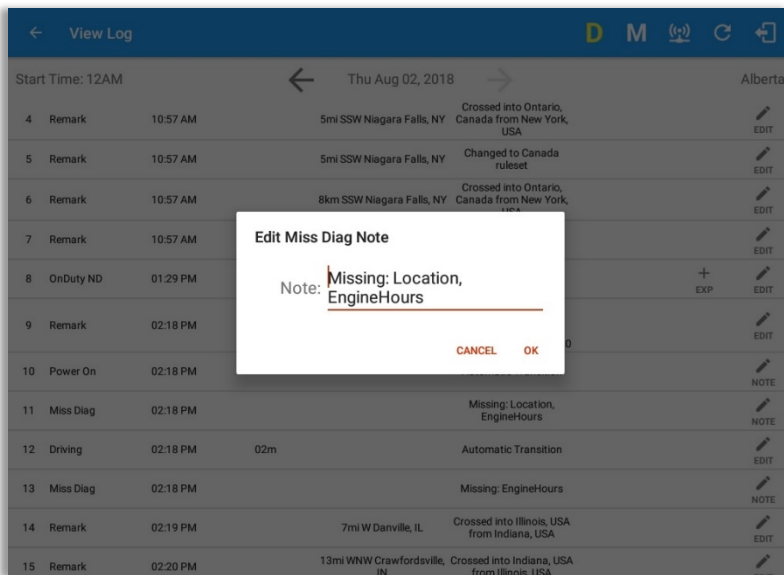 View Log
D M
Start Time: 12AM
Thu Aug 02, 2018
Alberta
4 Remark 10:57 AM 5mi SSW Niagara Falls, NY Crossed into Ontario, Canada from New York, USA EDIT
5 Remark 10:57 AM 5mi SSW Niagara Falls, NY Changed to Canada ruleset EDIT
6 Remark 10:57 AM 8km SSW Niagara Falls, NY Crossed into Ontario, Canada from New York, USA EDIT
7 Remark 10:57 AM EDIT
Edit Miss Diag Note
Note: Missing: Location,
EngineHours
CANCEL OK
8 OnDuty ND 01:29 PM EXP EDIT
9 Remark 02:18 PM 0 EDIT
10 Power On 02:18 PM NOTE
11 Miss Diag 02:18 PM Missing: Location, EngineHours NOTE
12 Driving 02:18 PM 02m Automatic Transition EDIT
13 Miss Diag 02:18 PM Missing: EngineHours NOTE
14 Remark 02:19 PM 7mi W Danville, IL Crossed into Illinois, USA from Indiana, USA EDIT
15 Remark 02:20 PM 13mi WNW Crawfordsville, IN Crossed into Indiana, USA from Illinois, USA